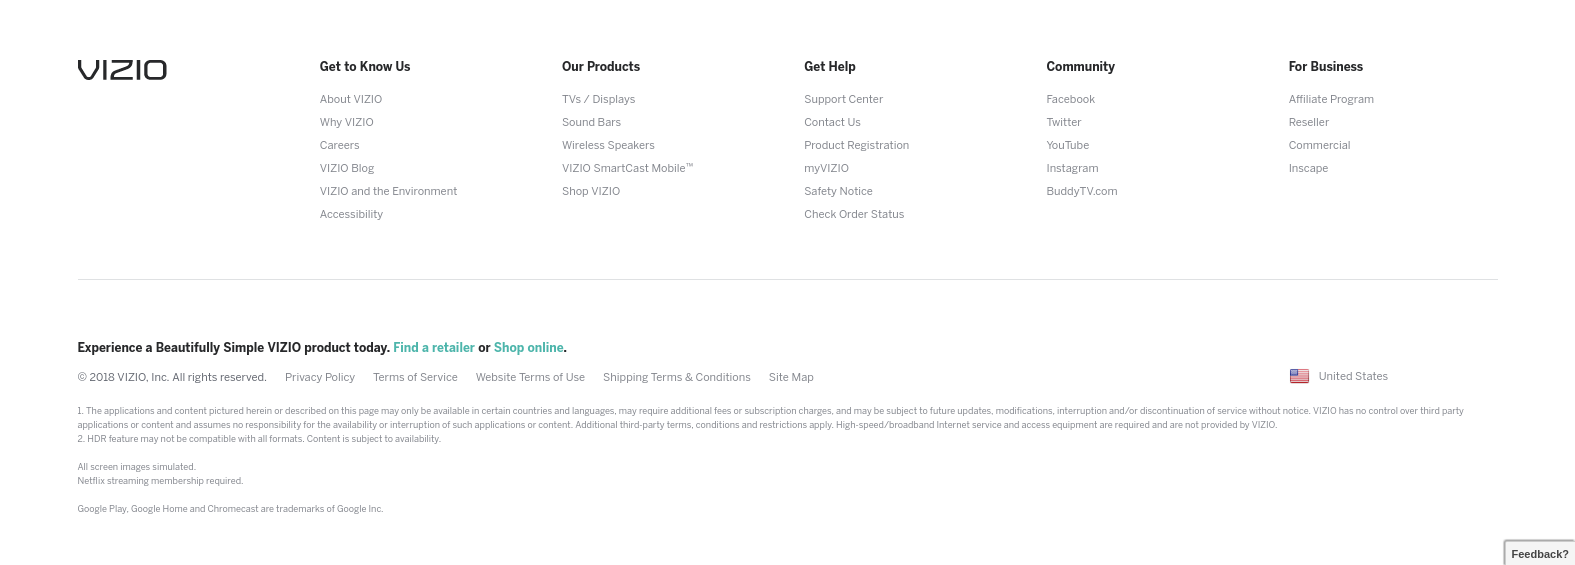 VIZIO
Get to Know Us
About VIZIO
Why VIZIO
Careers
VIZIO Blog
VIZIO and the Environment
Accessibility
Our Products
TVs / Displays
Sound Bars
Wireless Speakers
VIZIO SmartCast Mobile™
Shop VIZIO
Get Help
Support Center
Contact Us
Product Registration
myVIZIO
Safety Notice
Check Order Status
Community
Facebook
Twitter
YouTube
Instagram
BuddyTV.com
For Business
Affiliate Program
Reseller
Commercial
Inscape
Experience a Beautifully Simple VIZIO product today. Find a retailer or Shop online.
© 2018 VIZIO, Inc. All rights reserved. Privacy Policy Terms of Service Website Terms of Use Shipping Terms & Conditions Site Map
United States
1. The applications and content pictured herein or described on this page may only be available in certain countries and languages, may require additional fees or subscription charges, and may be subject to future updates, modifications, interruption and/or discontinuation of service without notice. VIZIO has no control over third party
applications or content and assumes no responsibility for the availability or interruption of such applications or content. Additional third-party terms, conditions and restrictions apply. High-speed/broadband Internet service and access equipment are required and are not provided by VIZIO.
2. HDR feature may not be compatible with all formats. Content is subject to availability.
All screen images simulated.
Netflix streaming membership required.
Google Play, Google Home and Chromecast are trademarks of Google Inc.
Feedback?